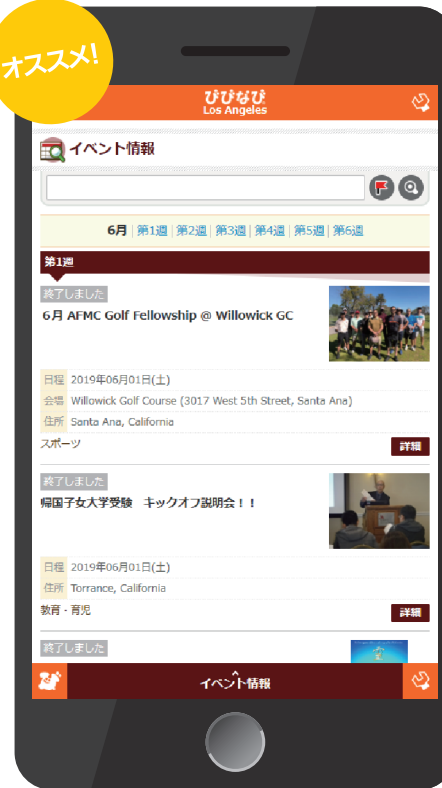 オススメ!
びびなび
Los Angeles
イベント情報
6月 | 第1週 | 第2週 | 第3週 | 第4週 | 第5週 | 第6週
第1週
終了しました
6月 AFMC Golf Fellowship @ Willowick GC
日程 2019年06月01日(土)
会場 Willowick Golf Course (3017 West 5th Street, Santa Ana)
住所 Santa Ana, California
スポーツ 詳細
終了しました
帰国子女大学受験 キックオフ説明会！！
日程 2019年06月01日(土)
住所 Torrance, California
教育・育児 詳細
終了しました
イベント情報